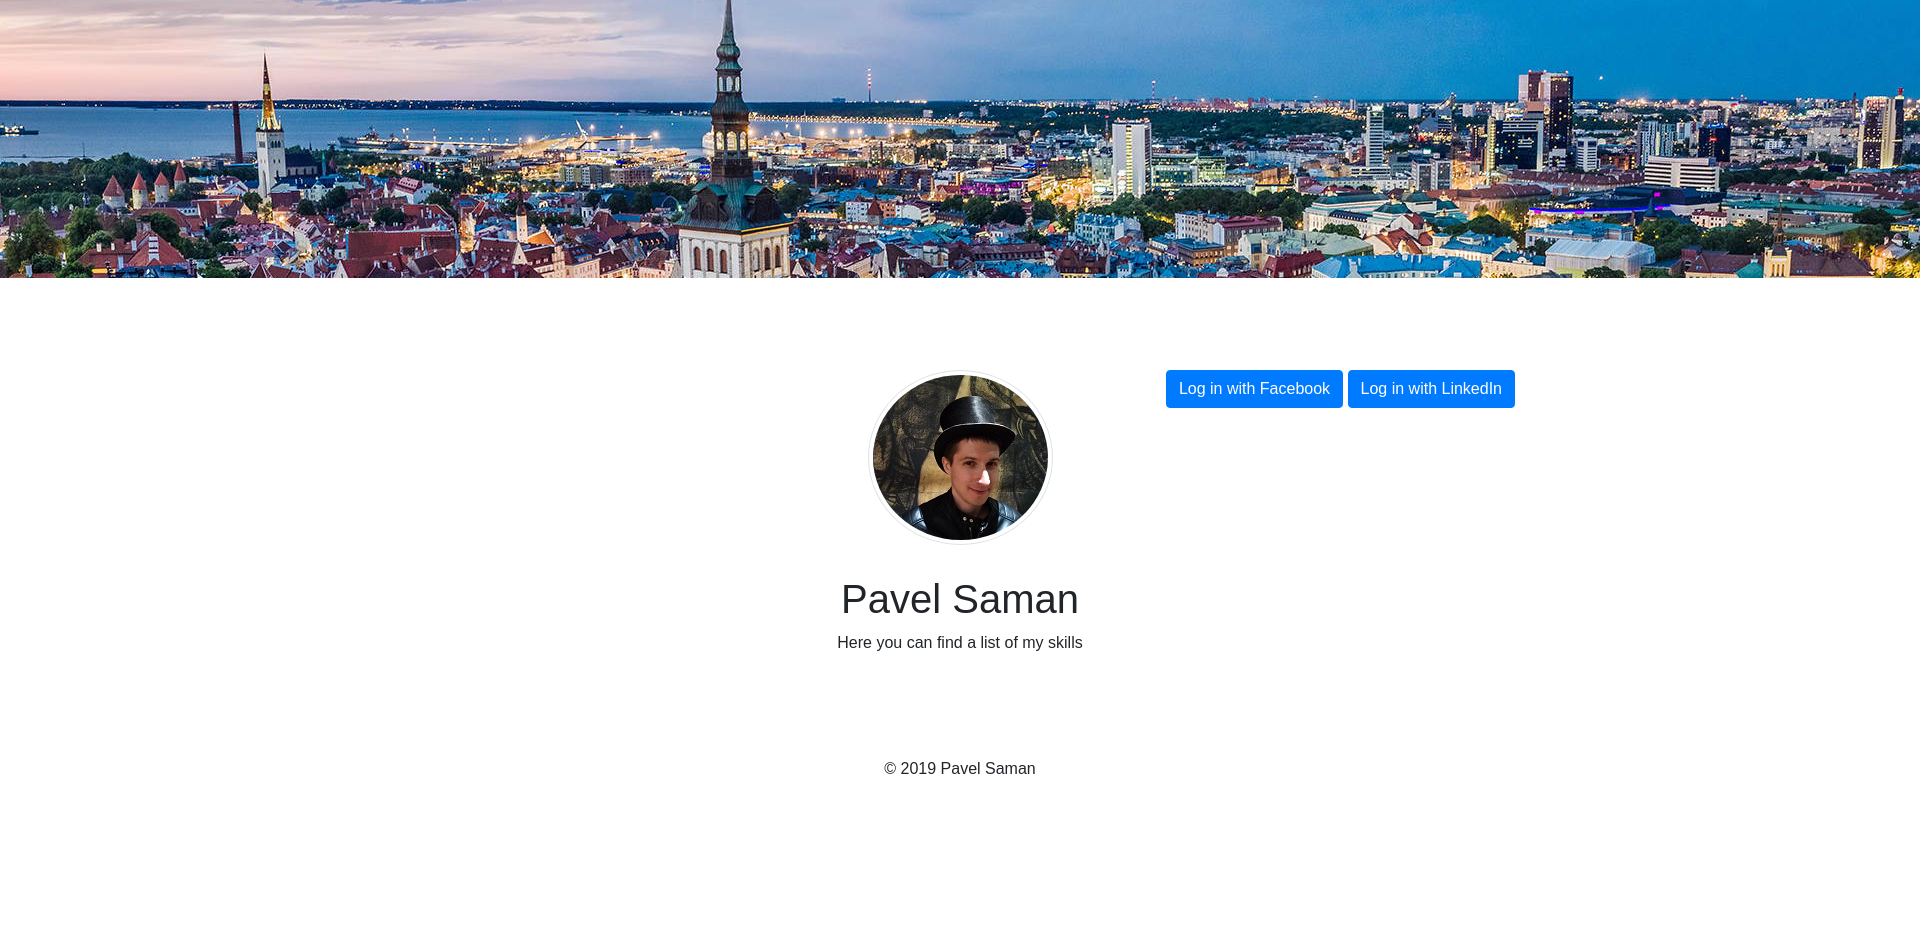 Log in with Facebook
Log in with LinkedIn
Pavel Saman
Here you can find a list of my skills
© 2019 Pavel Saman